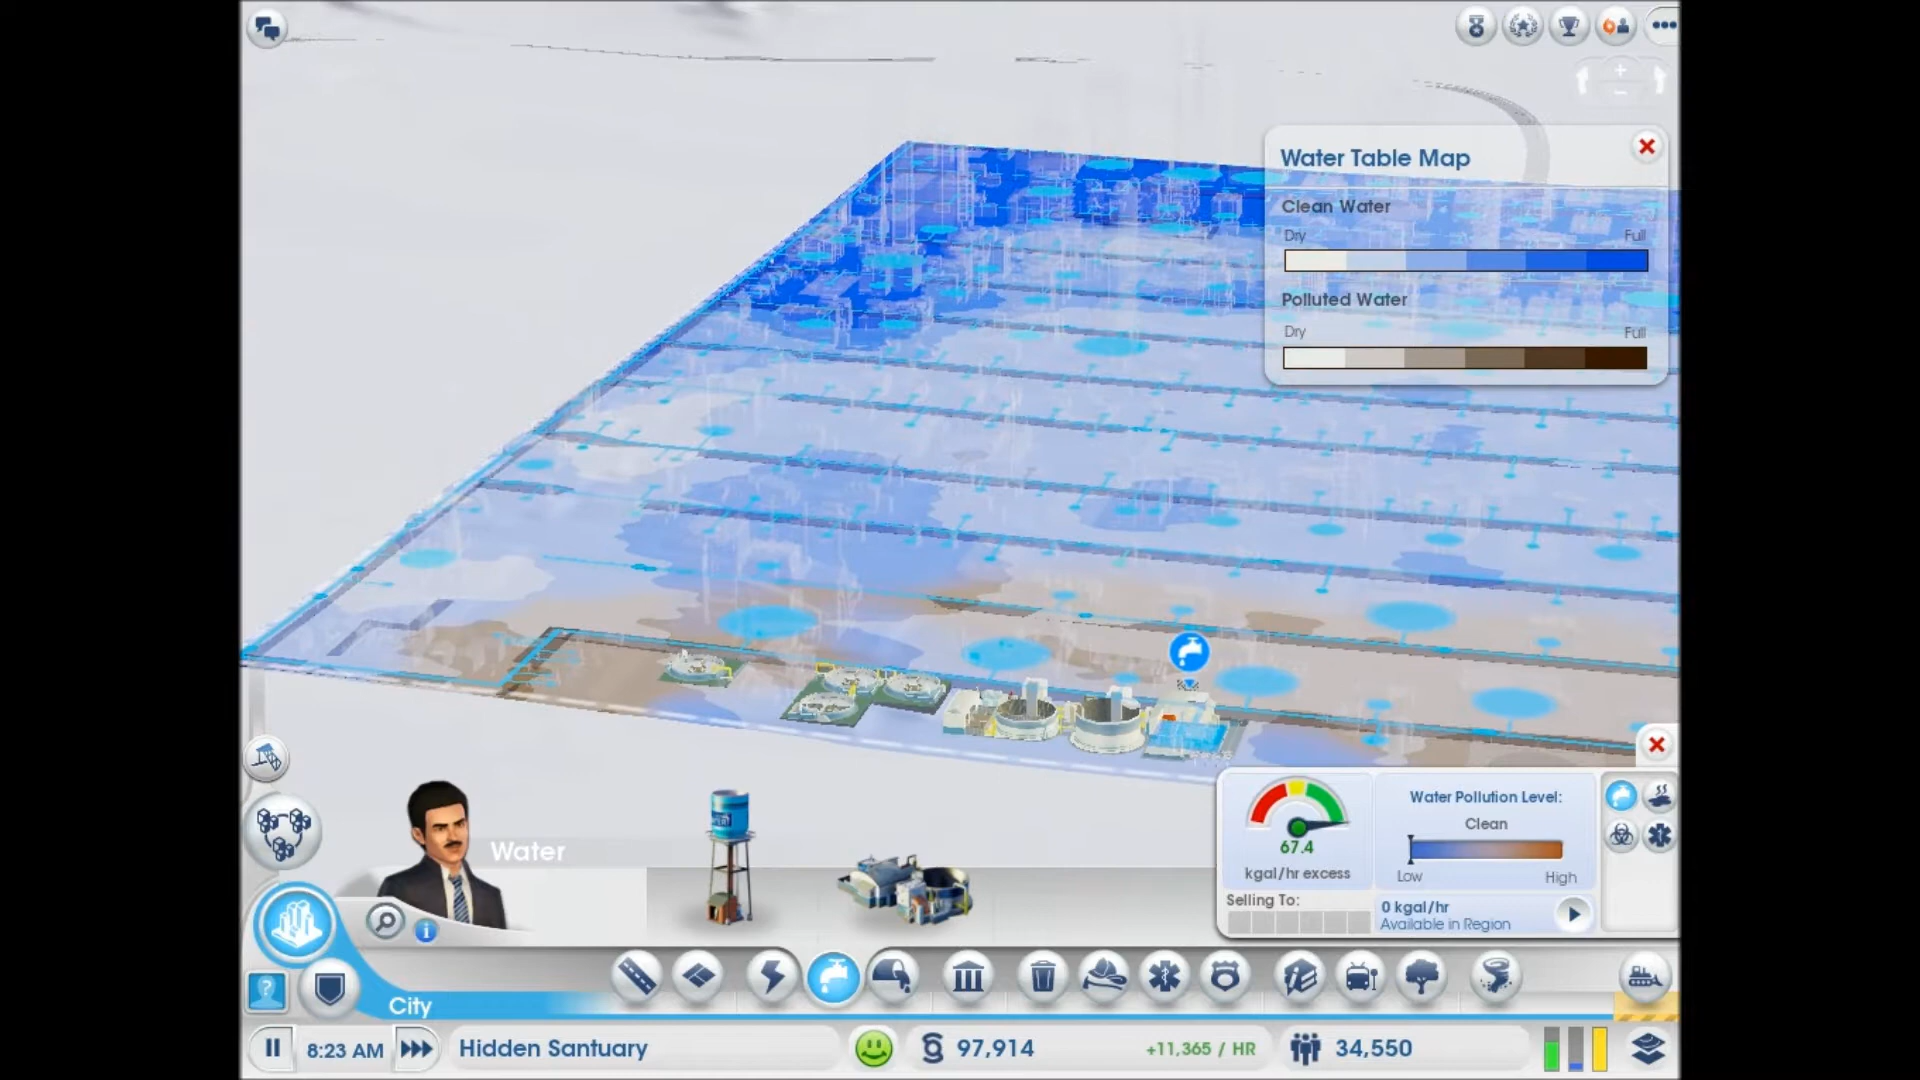 Water Table Map
Clean Water
Dry Full
Polluted Water
Dry Full
Water
67.4
kgal/hr excess
Selling To:
Water Pollution Level:
Clean
Low High
0 kgal/hr
Available in Region
City
8:23 AM
Hidden Santuary
97,914
+11,365 / HR
34,550